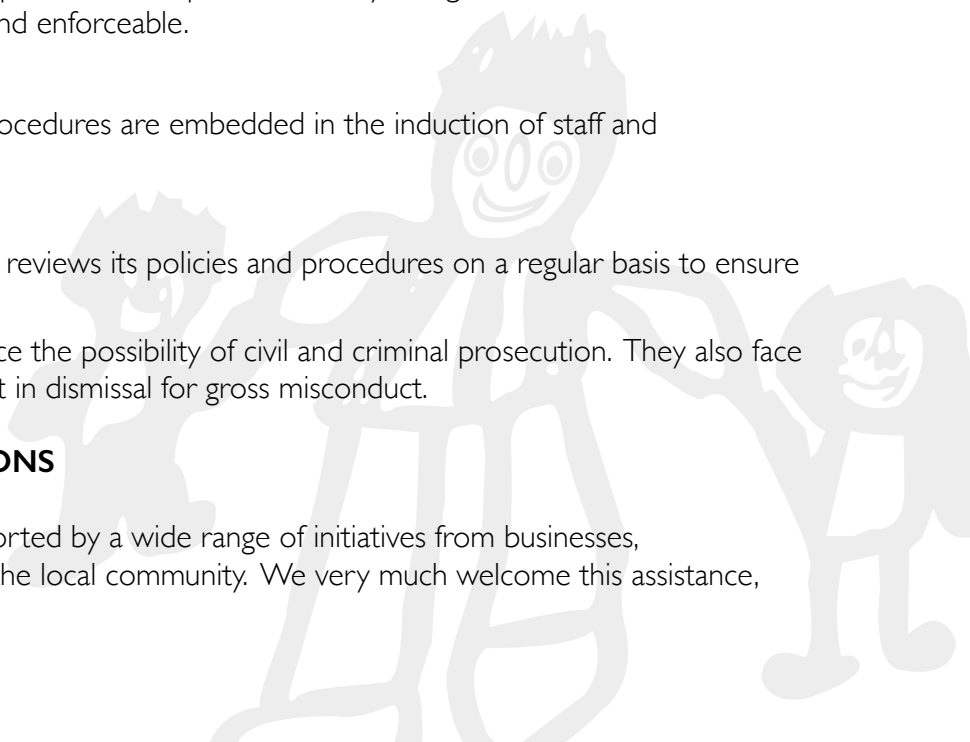 nd enforceable.
ocedures are embedded in the induction of staff and
reviews its policies and procedures on a regular basis to ensure
ce the possibility of civil and criminal prosecution. They also face
t in dismissal for gross misconduct.
ONS
orted by a wide range of initiatives from businesses,
he local community. We very much welcome this assistance,